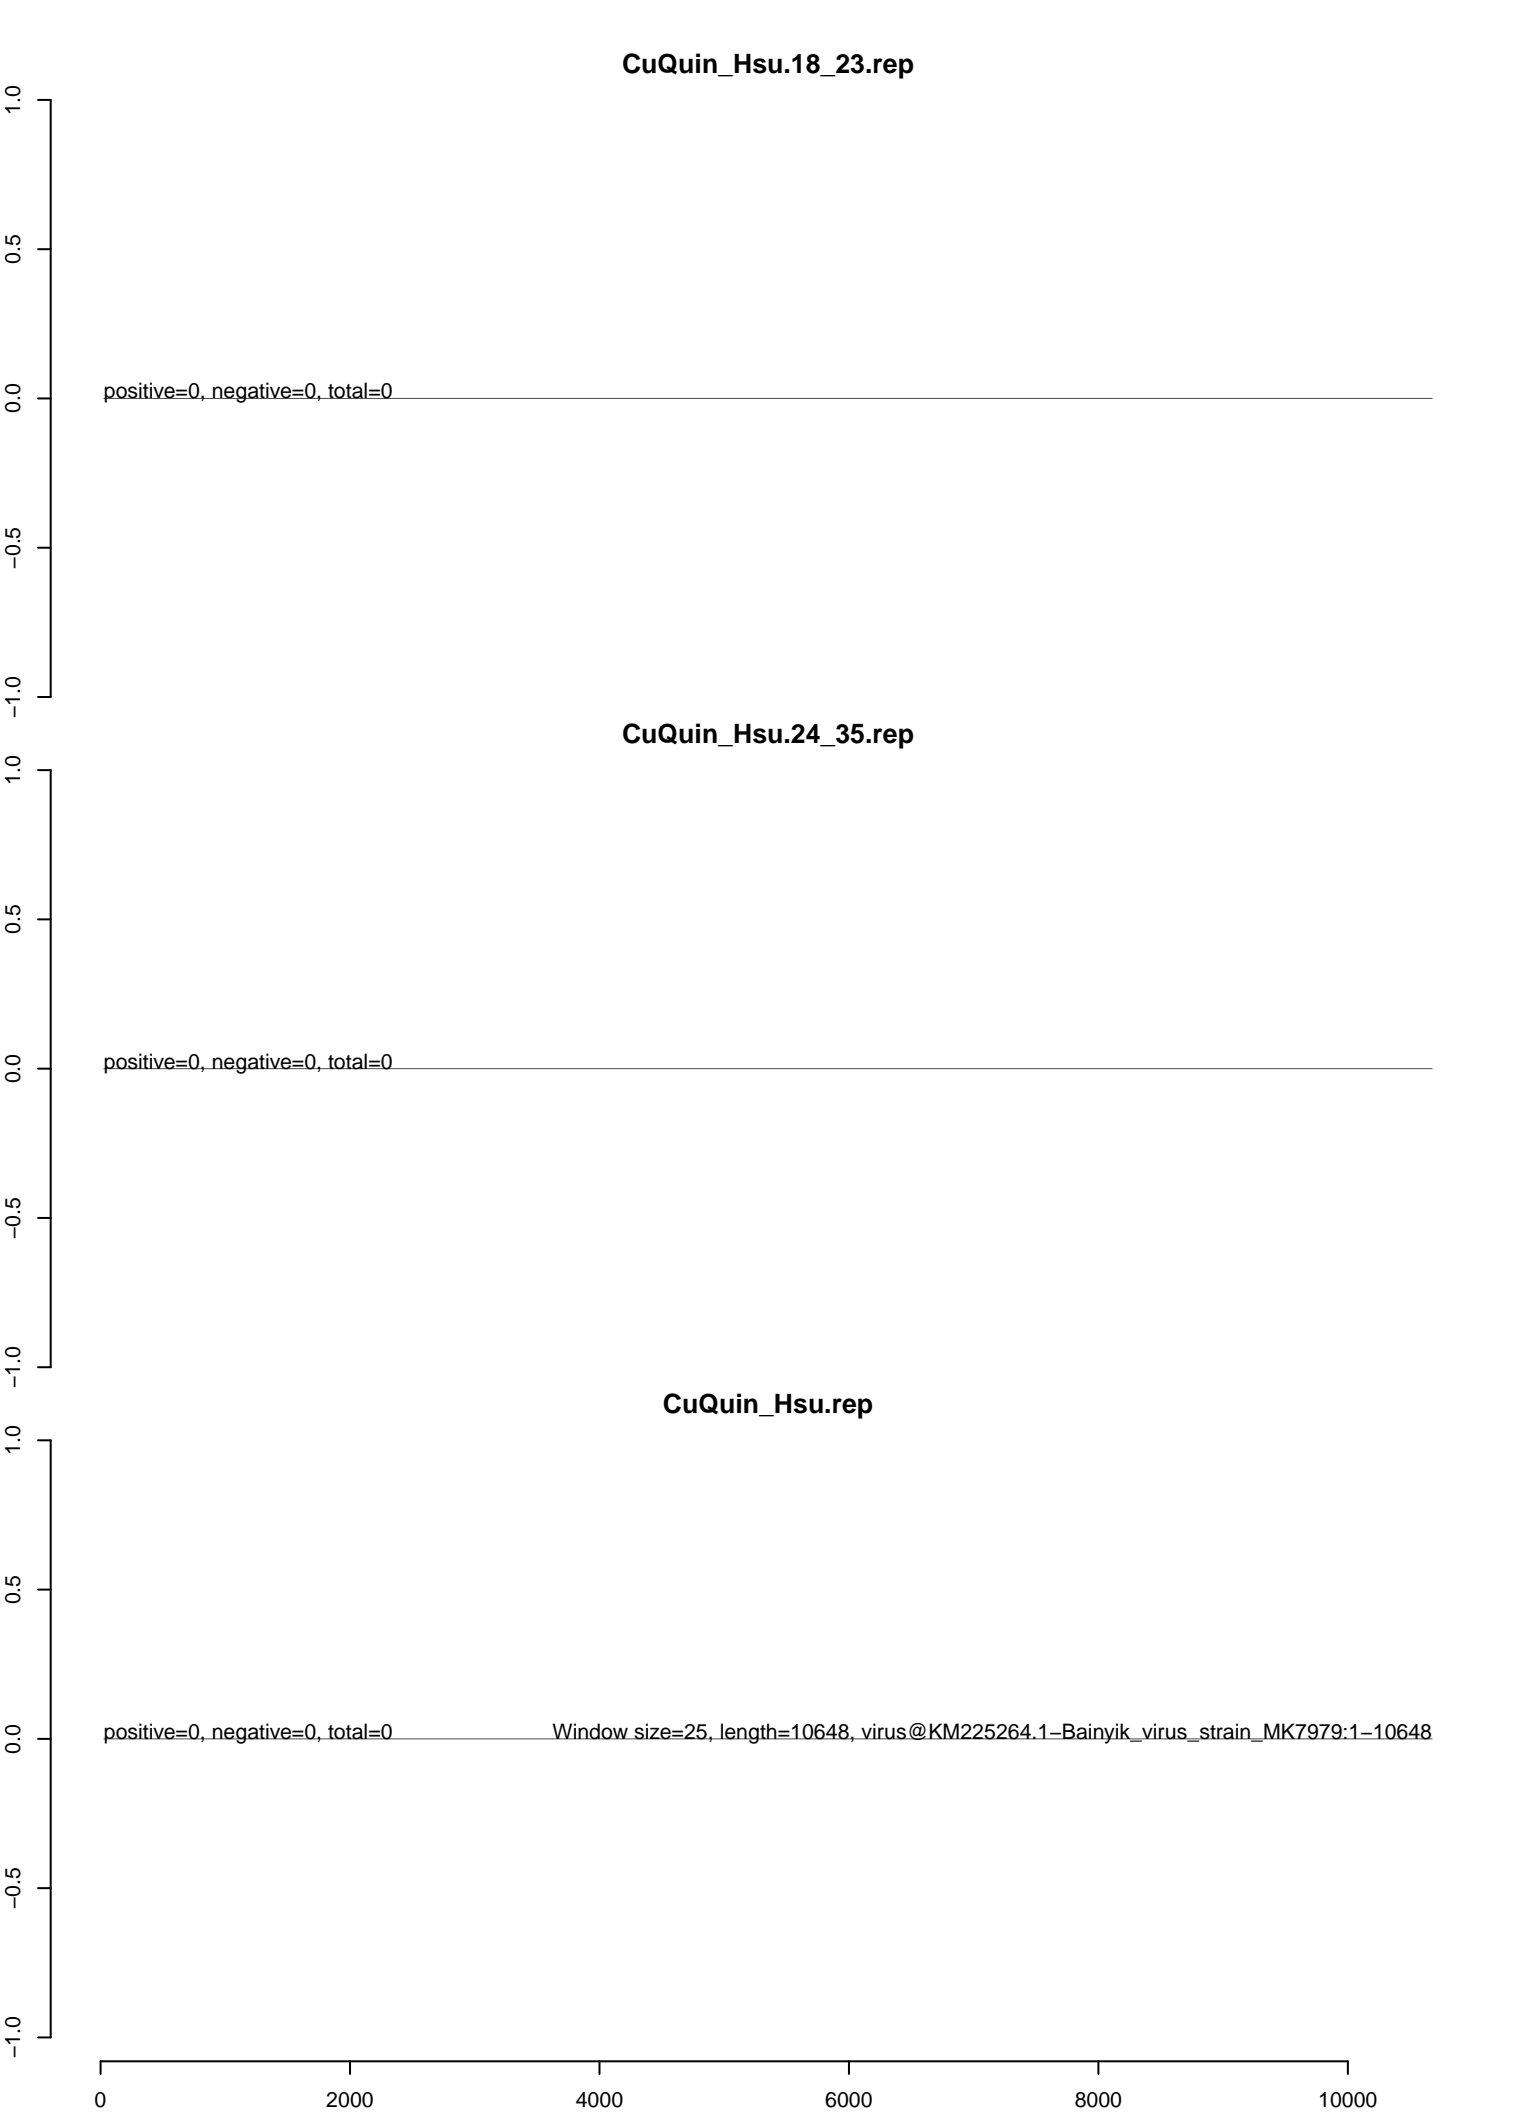 CuQuin_Hsu.18_23.rep
1.0
0.5
0.0
−0.5
−1.0
positive=0, negative=0, total=0
CuQuin_Hsu.24_35.rep
1.0
0.5
0.0
−0.5
−1.0
positive=0, negative=0, total=0
CuQuin_Hsu.rep
1.0
0.5
0.0
−0.5
−1.0
positive=0, negative=0, total=0
Window size=25, length=10648, virus@KM225264.1−Bainyik_virus_strain_MK7979:1−10648
0 2000 4000 6000 8000 10000